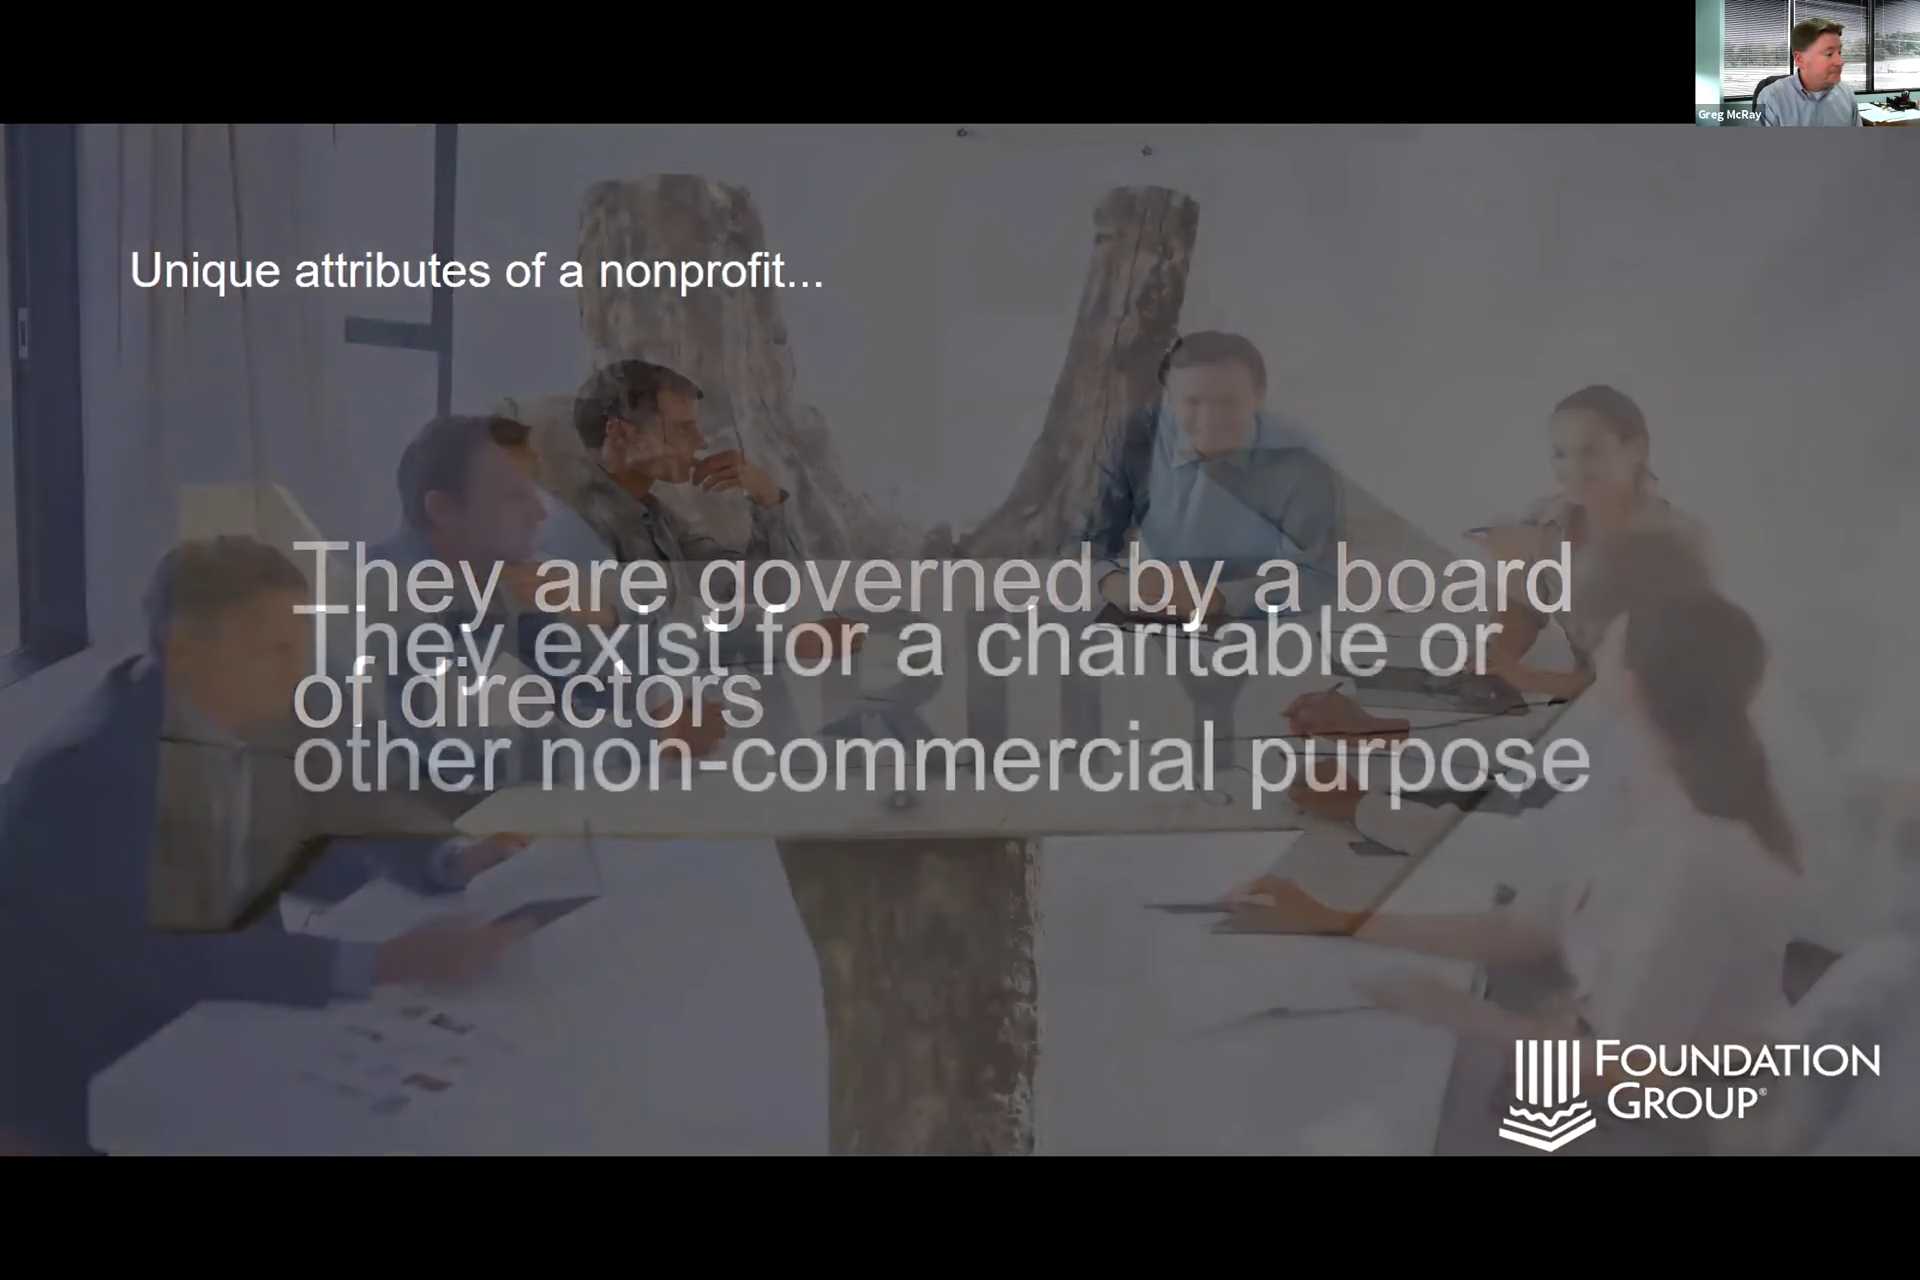 Greg McRay
Unique attributes of a nonprofit...
They are governed by a board
of directors
They exist for a charitable or
other non-commercial purpose
FOUNDATION
GROUP®